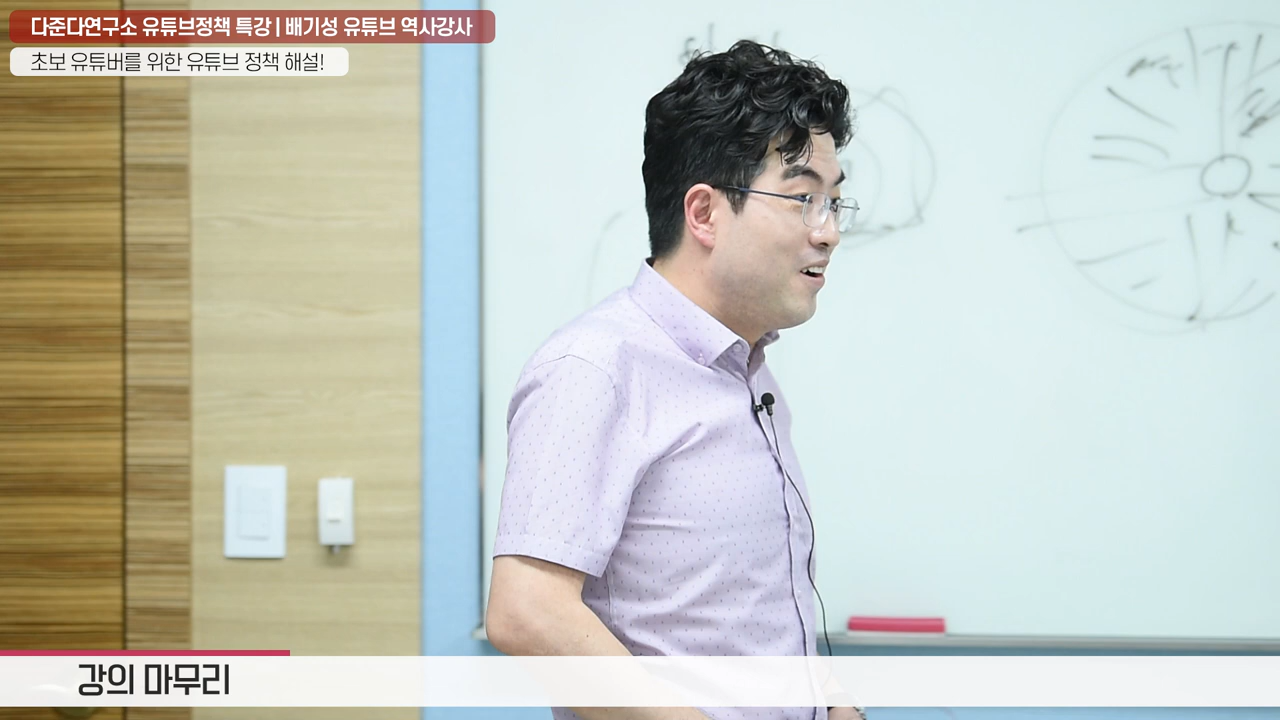 다준다연구소 유튜브정책 특강 | 배기성 유튜브 역사강사
초보 유튜버를 위한 유튜브 정책 해설!
강의 마무리